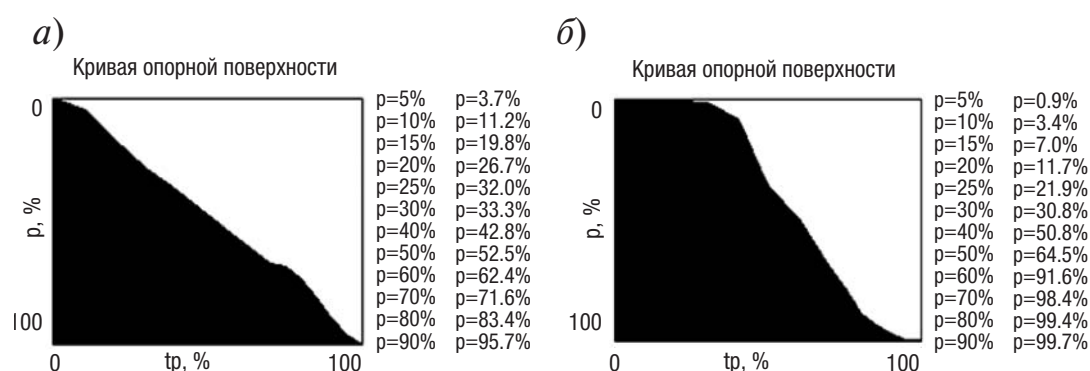 а)
Кривая опорной поверхности
0
p, %
100
0
tp, %
100
p=5% p=3.7%
p=10% p=11.2%
p=15% p=19.8%
p=20% p=26.7%
p=25% p=32.0%
p=30% p=33.3%
p=40% p=42.8%
p=50% p=52.5%
p=60% p=62.4%
p=70% p=71.6%
p=80% p=83.4%
p=90% p=95.7%
б)
Кривая опорной поверхности
0
p, %
100
0
tp, %
100
p=5% p=0.9%
p=10% p=3.4%
p=15% p=7.0%
p=20% p=11.7%
p=25% p=21.9%
p=30% p=30.8%
p=40% p=50.8%
p=50% p=64.5%
p=60% p=91.6%
p=70% p=98.4%
p=80% p=99.4%
p=90% p=99.7%